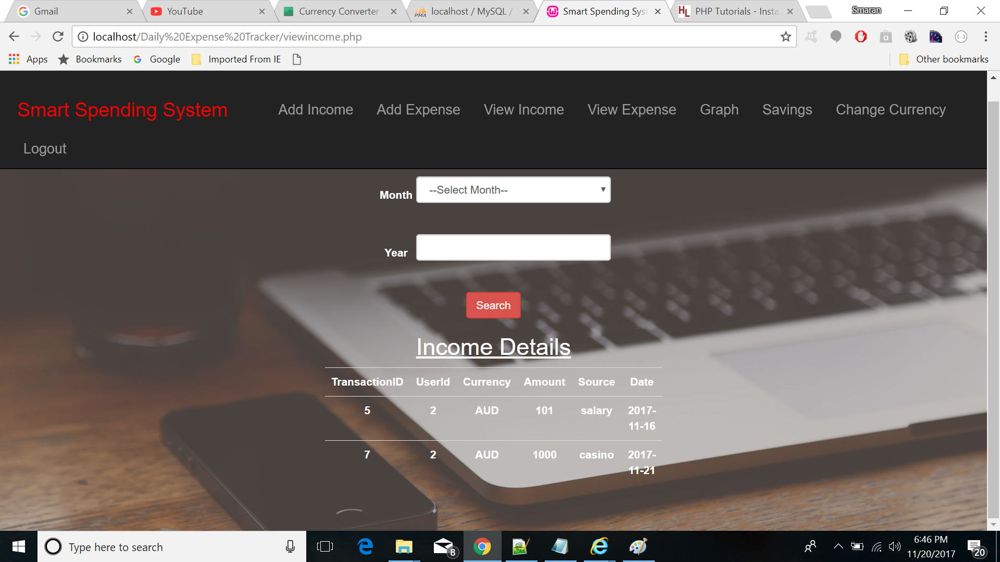 Gmail
YouTube
Currency Converter
localhost / MySQL /
Smart Spending Syst
PHP Tutorials - Insta
Smaran
localhost/Daily%20Expense%20Tracker/viewincome.php
Apps
Bookmarks
Google
Imported From IE
Other bookmarks
Smart Spending System
Add Income
Add Expense
View Income
View Expense
Graph
Savings
Change Currency
Logout
Month
--Select Month--
Year
Search
Income Details
TransactionID UserId Currency Amount Source Date
5 2 AUD 101 salary 2017-
11-16
7 2 AUD 1000 casino 2017-
11-21
Type here to search
8
6:46 PM
11/20/2017
20